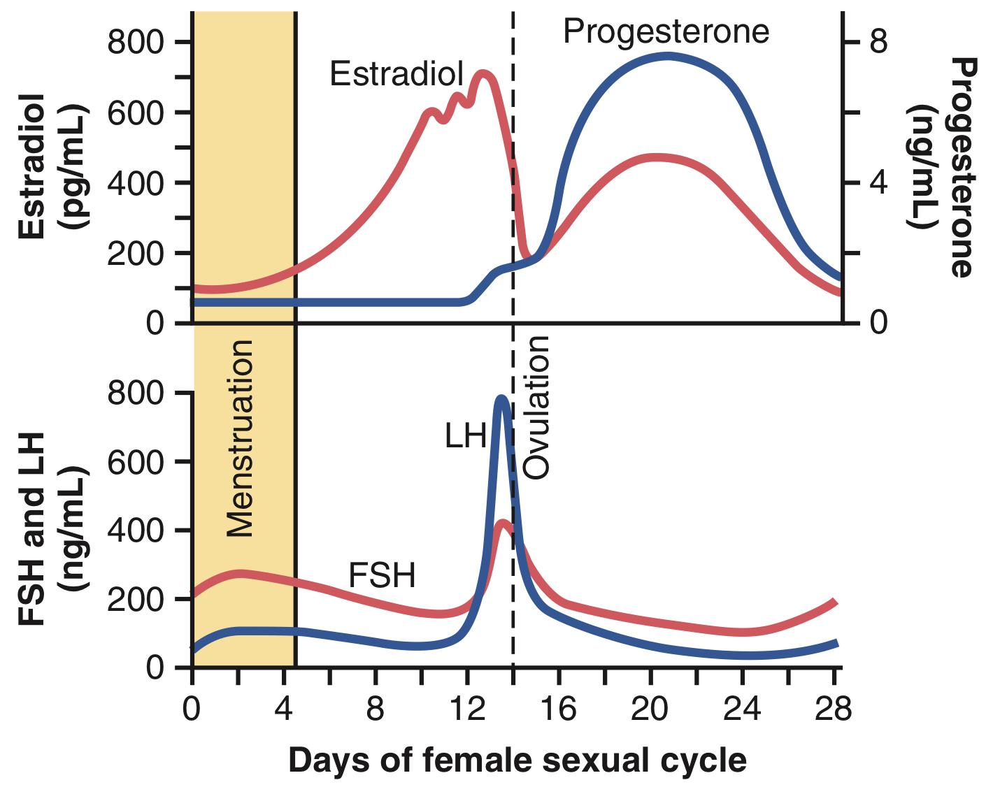 Estradiol
(pg/mL)
800
600
400
200
0
Estradiol
Progesterone
8
4
0
Progesterone
(ng/mL)
FSH and LH
(ng/mL)
800
600
400
200
0
Menstruation
LH
Ovulation
FSH
0 4 8 12 16 20 24 28
Days of female sexual cycle